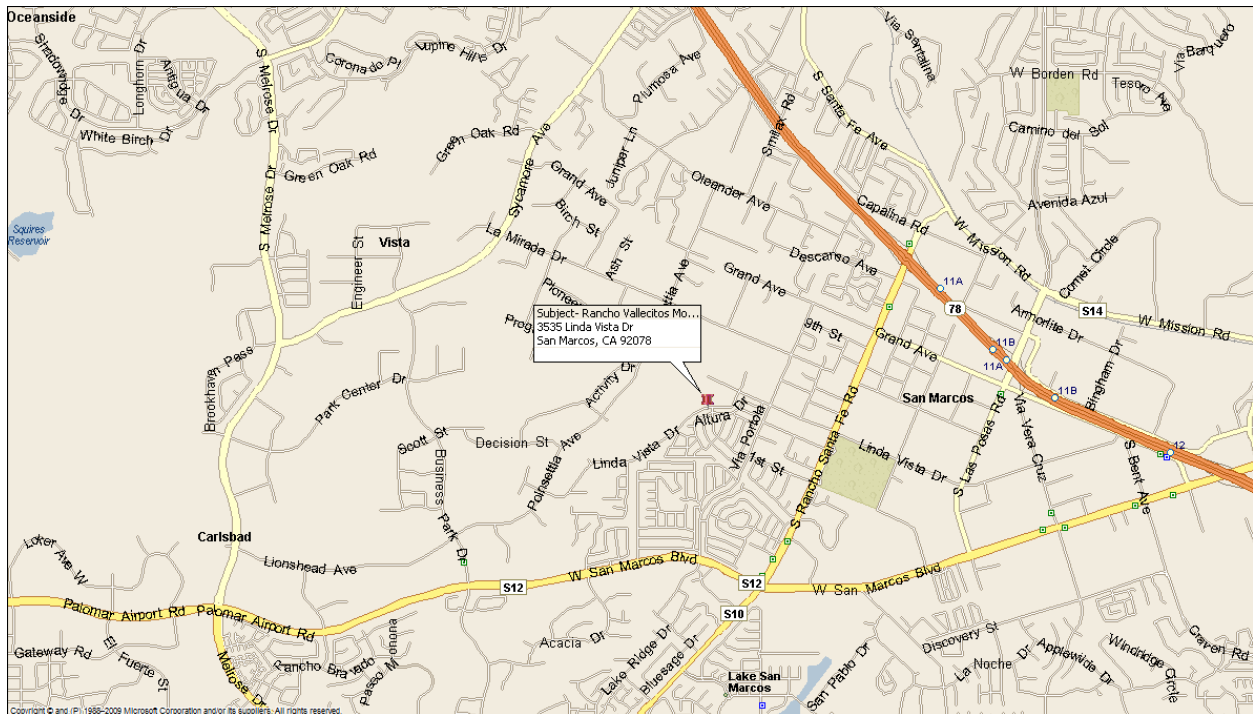 Oceanside
Shadowridge Dr
Longhorn Dr
Antigua Dr
White Birch Dr
S Melrose Dr
Coronado Pl
Lupine Hills Dr
Plumosa Ave
Via Santalina
Via Barquero
W Borden Rd
Tesoro Ave
Camino del Sol
S Santa Fe Ave
Smilax Rd
Green Oak Rd
Green Oak Rd
Juniper Ln
Sycamore Ave
Grand Ave
Birch St
Oleander Ave
Capalina Rd
Avenida Azul
W Mission Rd
Comet Circle
S Melrose Dr
Squires
Reservoir
Vista
Engineer St
La Mirada Dr
Ash St
Descanso Ave
Grand Ave
11A
78
S14
Armorlite Dr
W Mission Rd
Subject- Rancho Vallecitos Mo...
3535 Linda Vista Dr
San Marcos, CA 92078
9th St
Grand Ave
11B
11A
11B
Bingham Dr
Brookhaven Pass
Park Center Dr
Activity Dr
San Marcos
Via Vera Cruz
S Las Posas Rd
Altura Dr
Via Portola
S Rancho Santa Fe Rd
Scott St
Decision St
Poinsettia Ave
Linda Vista Dr
1st St
Linda Vista Dr
12
S Bent Ave
Business Park Dr
Carlsbad
Loker Ave W
Lionshead Ave
W San Marcos Blvd
S12
S12
W San Marcos Blvd
Palomar Airport Rd
Palomar Airport Rd
S10
El Fuerte St
Gateway Rd
Melrose Dr
Rancho Bravado
Acacia Dr
Lake Ridge Dr
Bluesage Dr
Lake San
Marcos
San Pablo Dr
Discovery St
La Noche Dr
Applewilde Dr
Windridge Circle
Craven Rd
Copyright © and (P) 1988–2009 Microsoft Corporation and/or its suppliers. All rights reserved.